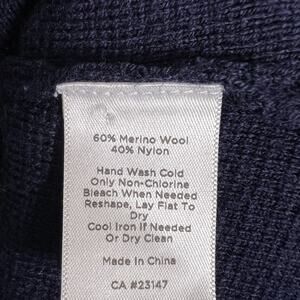 60% Merino Wool
40% Nylon
Hand Wash Cold
Only Non-Chlorine
Bleach When Needed
Reshape, Lay Flat To
Dry
Cool Iron If Needed
Or Dry Clean
Made In China
CA #23147